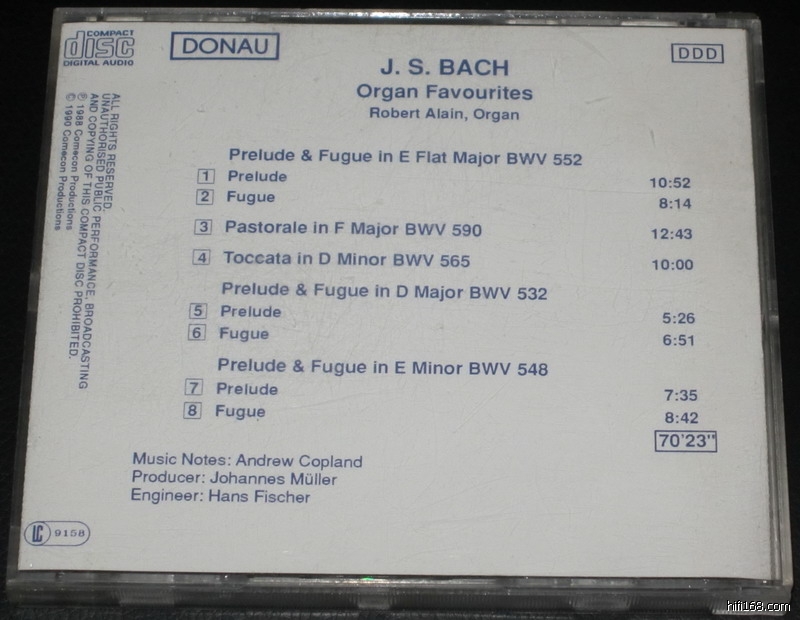 COMPACT
disc
DIGITAL AUDIO
DONAU
DDD
J. S. BACH
Organ Favourites
Robert Alain, Organ
Prelude & Fugue in E Flat Major BWV 552
1 Prelude 10:52
2 Fugue 8:14
3 Pastorale in F Major BWV 590 12:43
4 Toccata in D Minor BWV 565 10:00
Prelude & Fugue in D Major BWV 532
5 Prelude 5:26
6 Fugue 6:51
Prelude & Fugue in E Minor BWV 548
7 Prelude 7:35
8 Fugue 8:42
70'23"
Music Notes: Andrew Copland
Producer: Johannes Müller
Engineer: Hans Fischer
LC 9158
ALL RIGHTS RESERVED.
UNAUTHORISED PUBLIC PERFORMANCE, BROADCASTING
AND COPYING OF THIS COMPACT DISC PROHIBITED.
℗ 1988 Comecon Productions
© 1990 Comecon Productions
hifi168.com